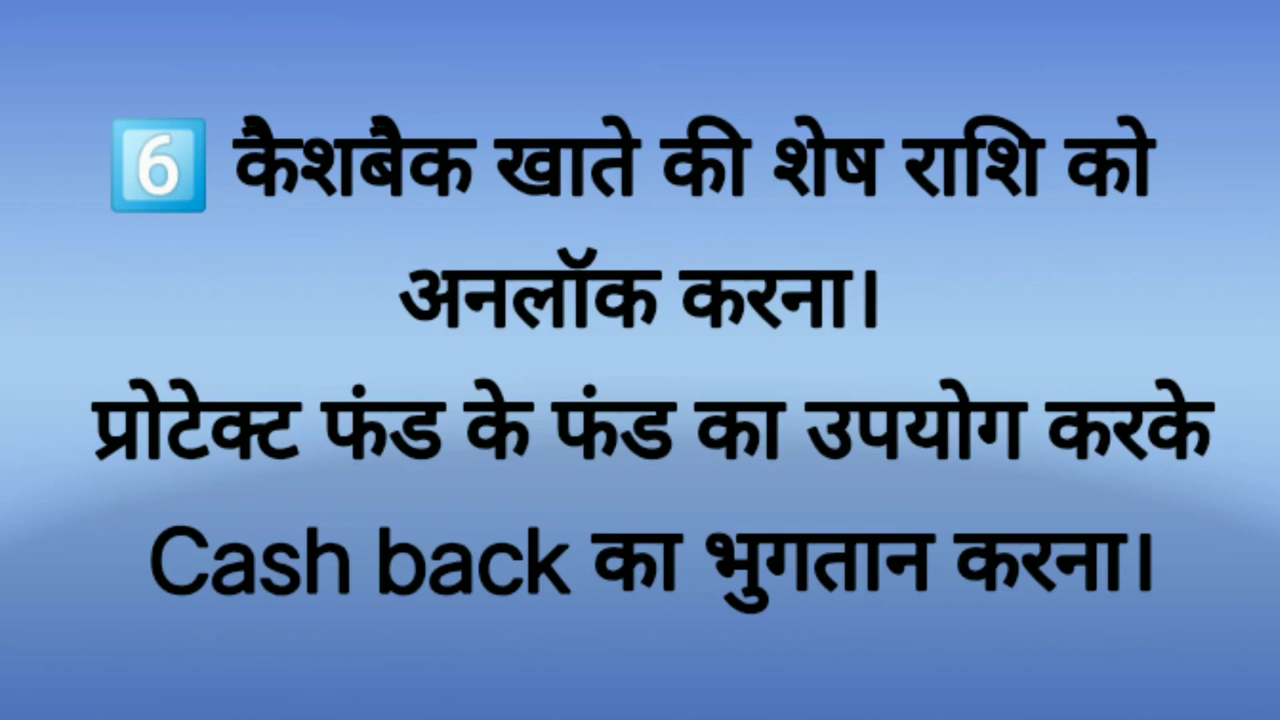 6️⃣ कैशबैक खाते की शेष राशि को
अनलॉक करना।
प्रोटेक्ट फंड के फंड का उपयोग करके
Cash back का भुगतान करना।